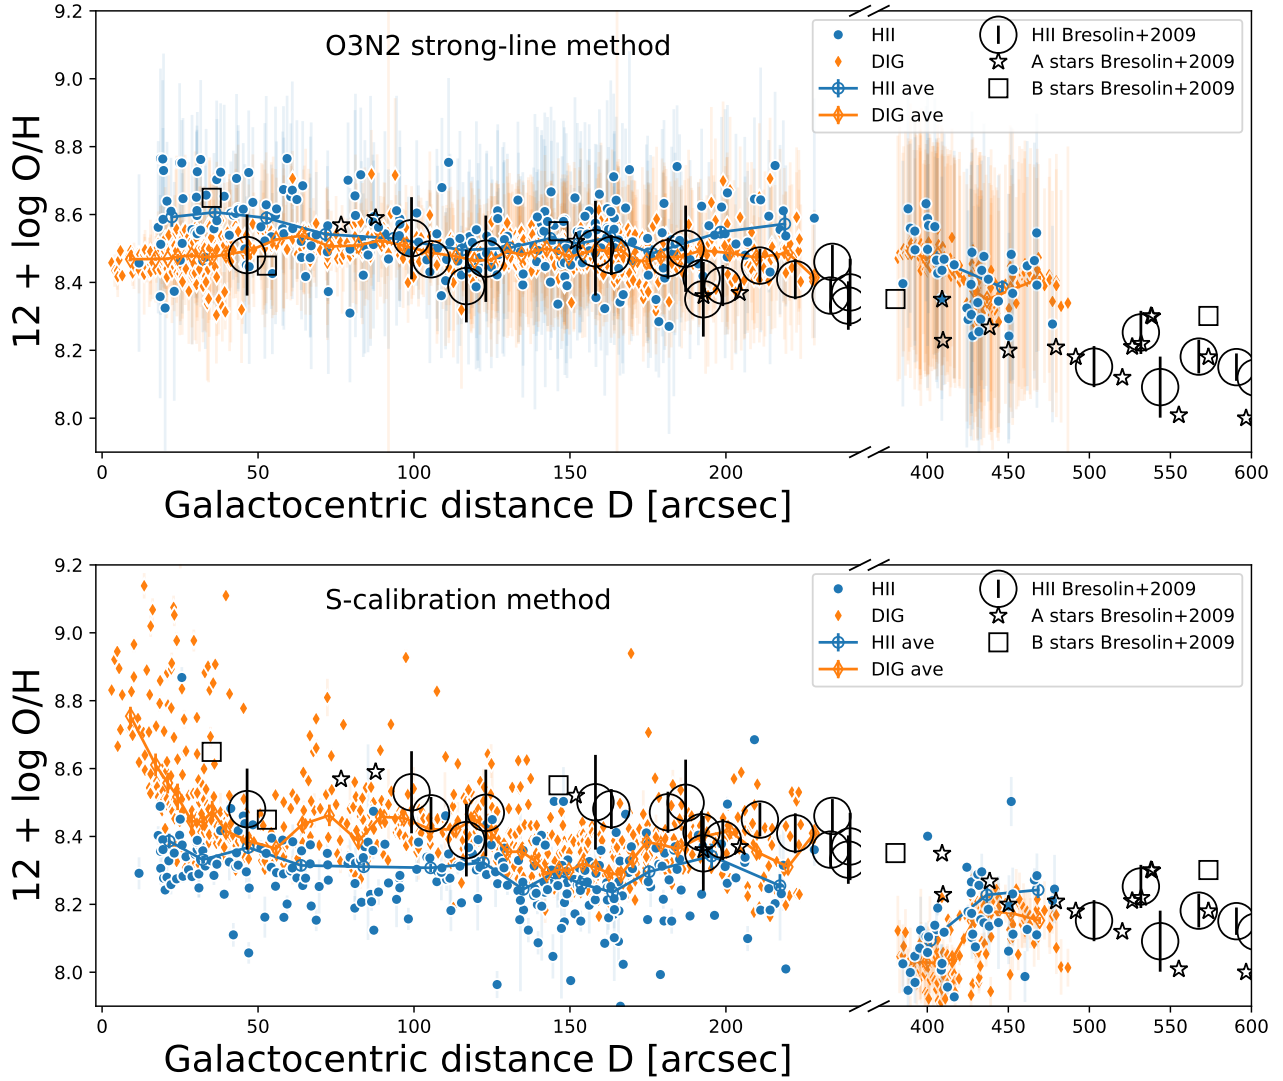 9.2
9.0
8.8
8.6
8.4
8.2
8.0
12 + log O/H
O3N2 strong-line method
HII
DIG
HII ave
DIG ave
HII Bresolin+2009
A stars Bresolin+2009
B stars Bresolin+2009
0 50 100 150 200 400 450 500 550 600
Galactocentric distance D [arcsec]
9.2
9.0
8.8
8.6
8.4
8.2
8.0
12 + log O/H
S-calibration method
HII
DIG
HII ave
DIG ave
HII Bresolin+2009
A stars Bresolin+2009
B stars Bresolin+2009
0 50 100 150 200 400 450 500 550 600
Galactocentric distance D [arcsec]